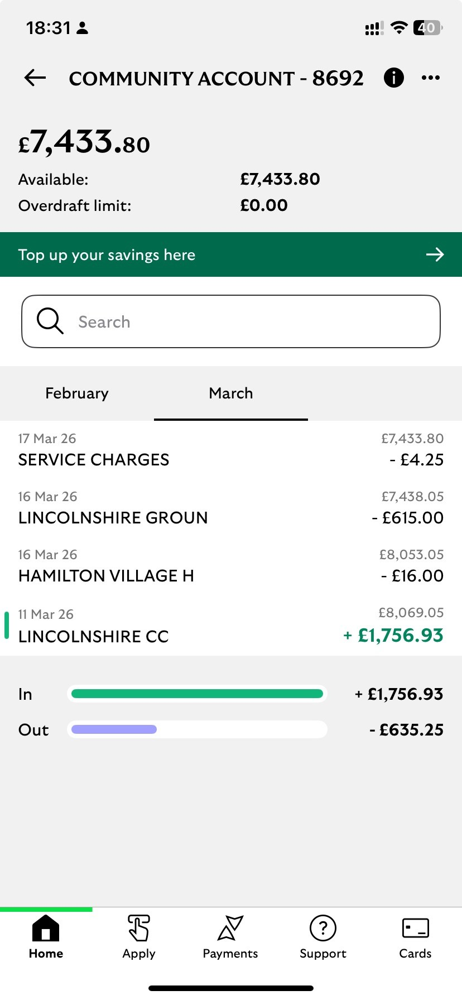 18:31
40
COMMUNITY ACCOUNT - 8692
£7,433.80
Available: £7,433.80
Overdraft limit: £0.00
Top up your savings here
Search
February March
17 Mar 26 £7,433.80
SERVICE CHARGES - £4.25
16 Mar 26 £7,438.05
LINCOLNSHIRE GROUN - £615.00
16 Mar 26 £8,053.05
HAMILTON VILLAGE H - £16.00
11 Mar 26 £8,069.05
LINCOLNSHIRE CC + £1,756.93
In + £1,756.93
Out - £635.25
Home Apply Payments Support Cards